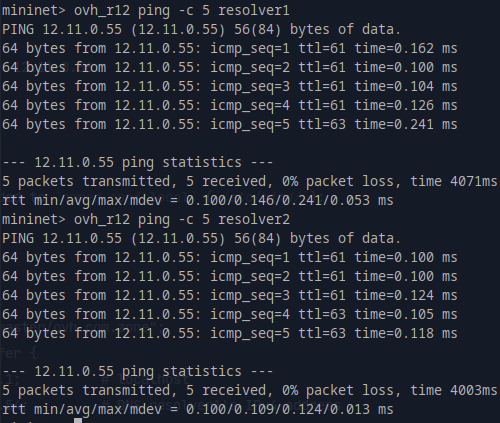 mininet> ovh_r12 ping -c 5 resolver1
PING 12.11.0.55 (12.11.0.55) 56(84) bytes of data.
64 bytes from 12.11.0.55: icmp_seq=1 ttl=61 time=0.162 ms
64 bytes from 12.11.0.55: icmp_seq=2 ttl=61 time=0.100 ms
64 bytes from 12.11.0.55: icmp_seq=3 ttl=61 time=0.104 ms
64 bytes from 12.11.0.55: icmp_seq=4 ttl=61 time=0.126 ms
64 bytes from 12.11.0.55: icmp_seq=5 ttl=63 time=0.241 ms
--- 12.11.0.55 ping statistics ---
5 packets transmitted, 5 received, 0% packet loss, time 4071ms
rtt min/avg/max/mdev = 0.100/0.146/0.241/0.053 ms
mininet> ovh_r12 ping -c 5 resolver2
PING 12.11.0.55 (12.11.0.55) 56(84) bytes of data.
64 bytes from 12.11.0.55: icmp_seq=1 ttl=61 time=0.100 ms
64 bytes from 12.11.0.55: icmp_seq=2 ttl=61 time=0.100 ms
64 bytes from 12.11.0.55: icmp_seq=3 ttl=61 time=0.124 ms
64 bytes from 12.11.0.55: icmp_seq=4 ttl=63 time=0.105 ms
64 bytes from 12.11.0.55: icmp_seq=5 ttl=63 time=0.118 ms
--- 12.11.0.55 ping statistics ---
5 packets transmitted, 5 received, 0% packet loss, time 4003ms
rtt min/avg/max/mdev = 0.100/0.109/0.124/0.013 ms